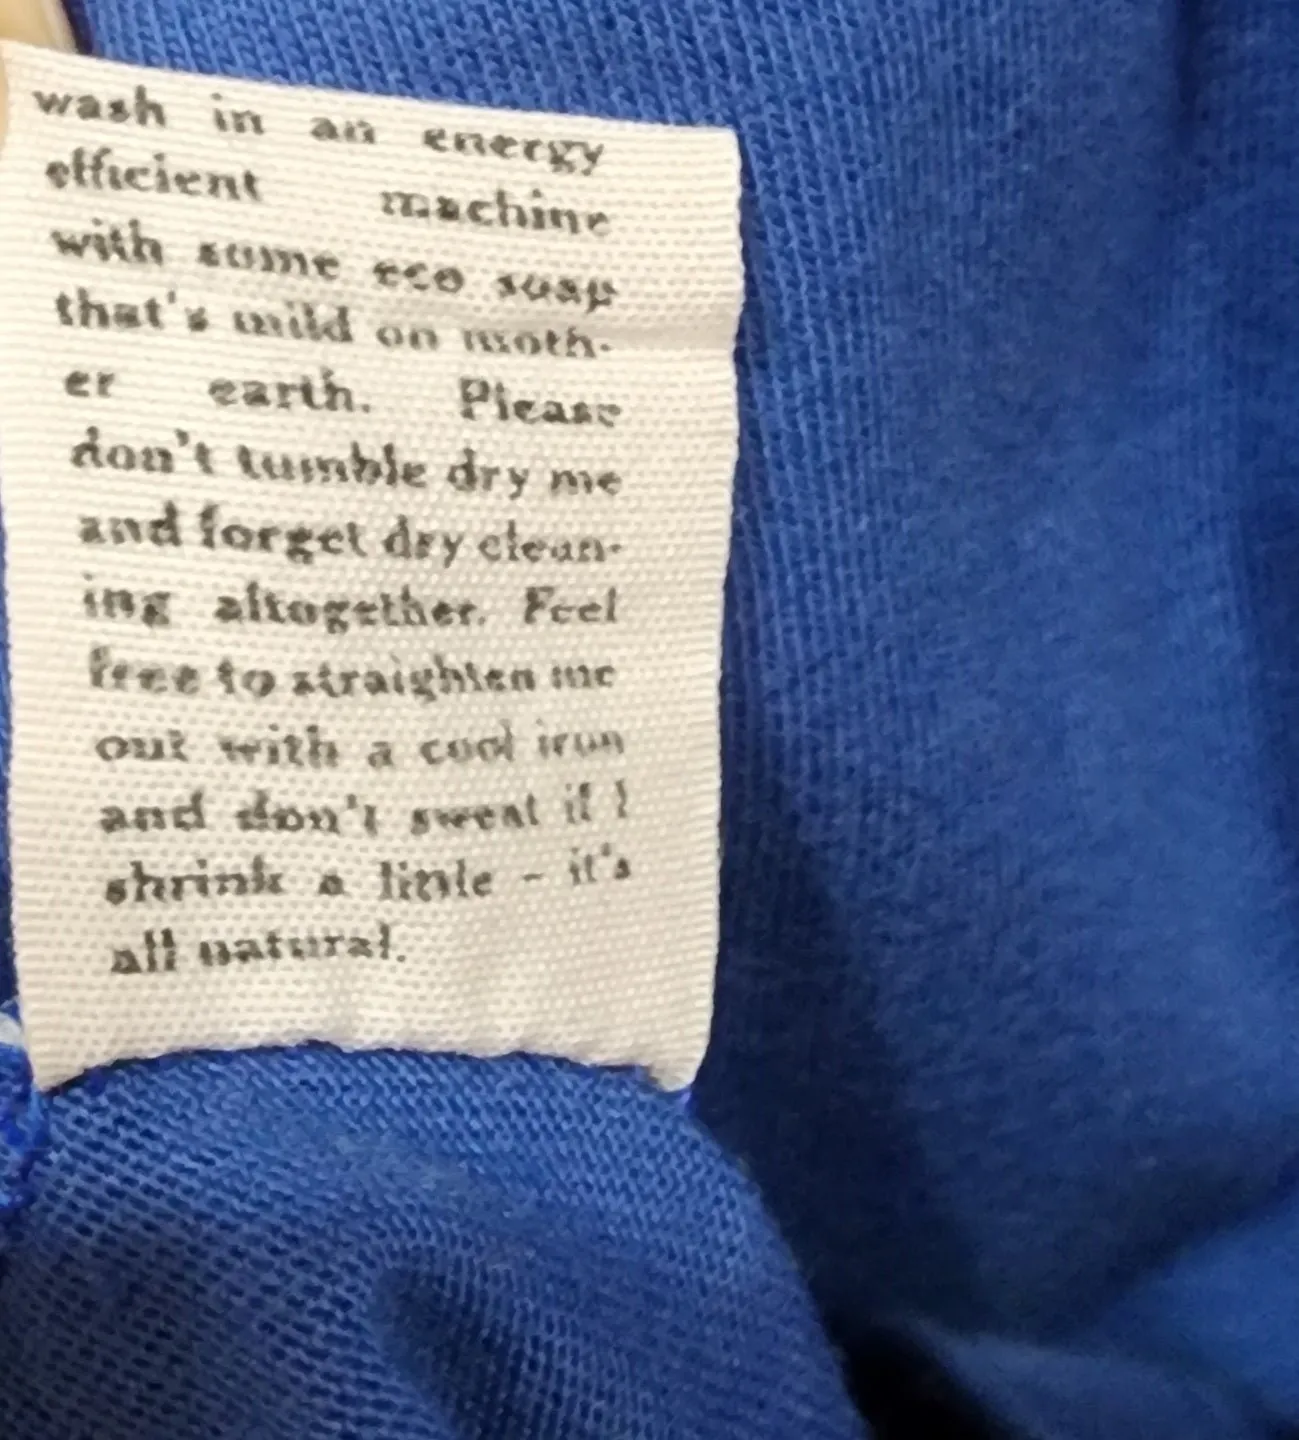 wash in an energy
efficient machine
with some eco soap
that's mild on moth-
er earth. Please
don't tumble dry me
and forget dry clean-
ing altogether. Feel
free to straighten me
out with a cool iron
and don't sweat if I
shrink a little - it's
all natural.